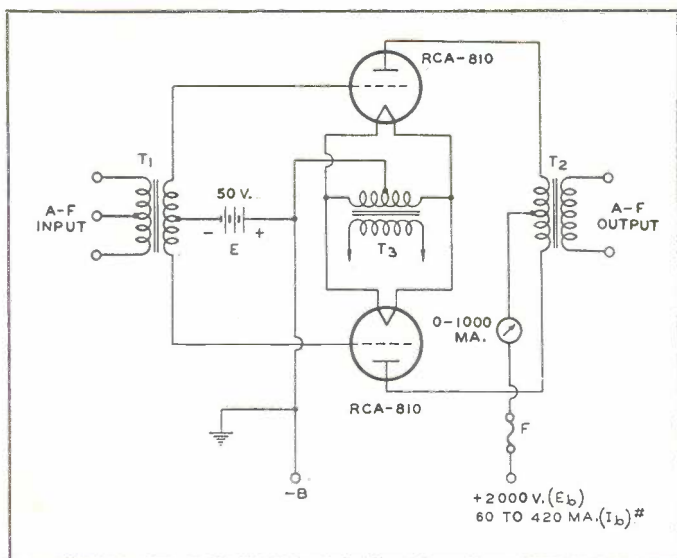 RCA-810
T1
T2
A-F
INPUT
50 V.
- +
E
T3
A-F
OUTPUT
0-1000
MA.
RCA-810
F
-B
+2000 V.(Eb)
60 TO 420 MA.(Ib)#